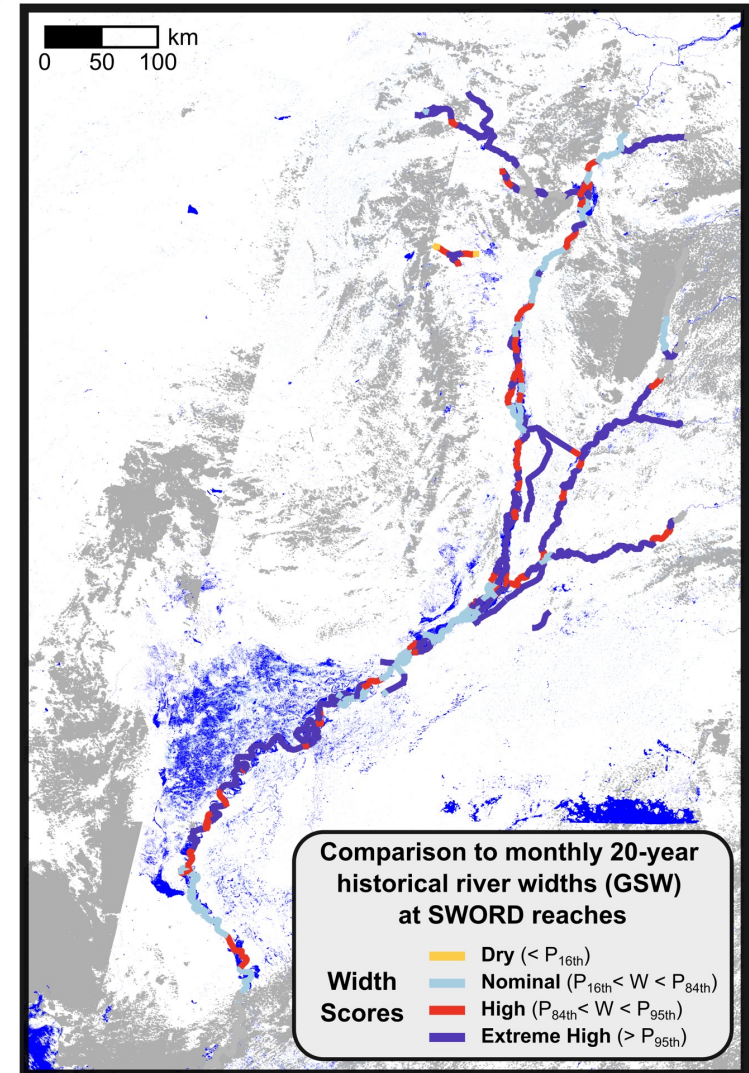 km
0 50 100
Comparison to monthly 20-year
historical river widths (GSW)
at SWORD reaches
Width
Scores
Dry (< P16th)
Nominal (P16th< W < P84th)
High (P84th< W < P95th)
Extreme High (> P95th)